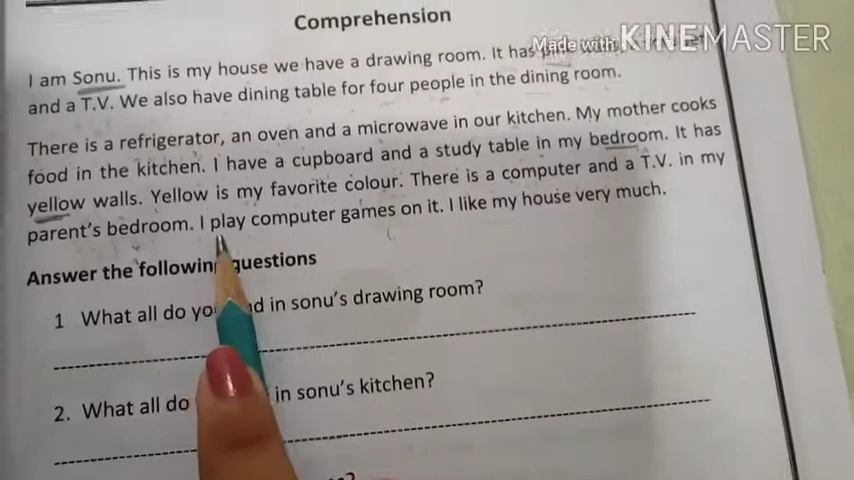 Comprehension
Made with KINEMASTER
I am Sonu. This is my house we have a drawing room. It has
and a T.V. We also have dining table for four people in the dining room.
There is a refrigerator, an oven and a microwave in our kitchen. My mother cooks
food in the kitchen. I have a cupboard and a study table in my bedroom. It has
yellow walls. Yellow is my favorite colour. There is a computer and a T.V. in my
parent's bedroom. I play computer games on it. I like my house very much.
Answer the following questions
1 What all do you in sonu's drawing room?
2. What all do in sonu's kitchen?